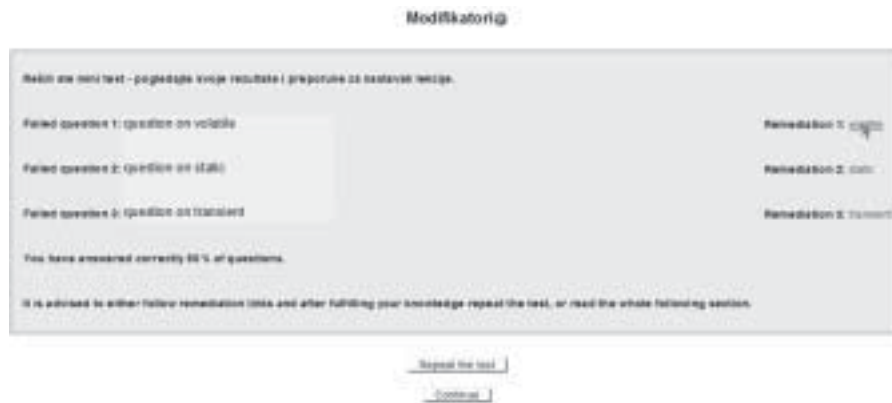 Modifikatori@
Rešili ste mini test - pogledajte svoje rezultate i preporuke za nastavak lekcije.
Failed question 1: question on volatile
Remediation 1:
Failed question 2: question on static
Remediation 2: static
Failed question 3: question on transient
Remediation 3: transient
You have answered correctly % of questions.
It is advised to either follow remediation links and after fulfilling your knowledge repeat the test, or read the whole following section.
Repeat the test
Continue